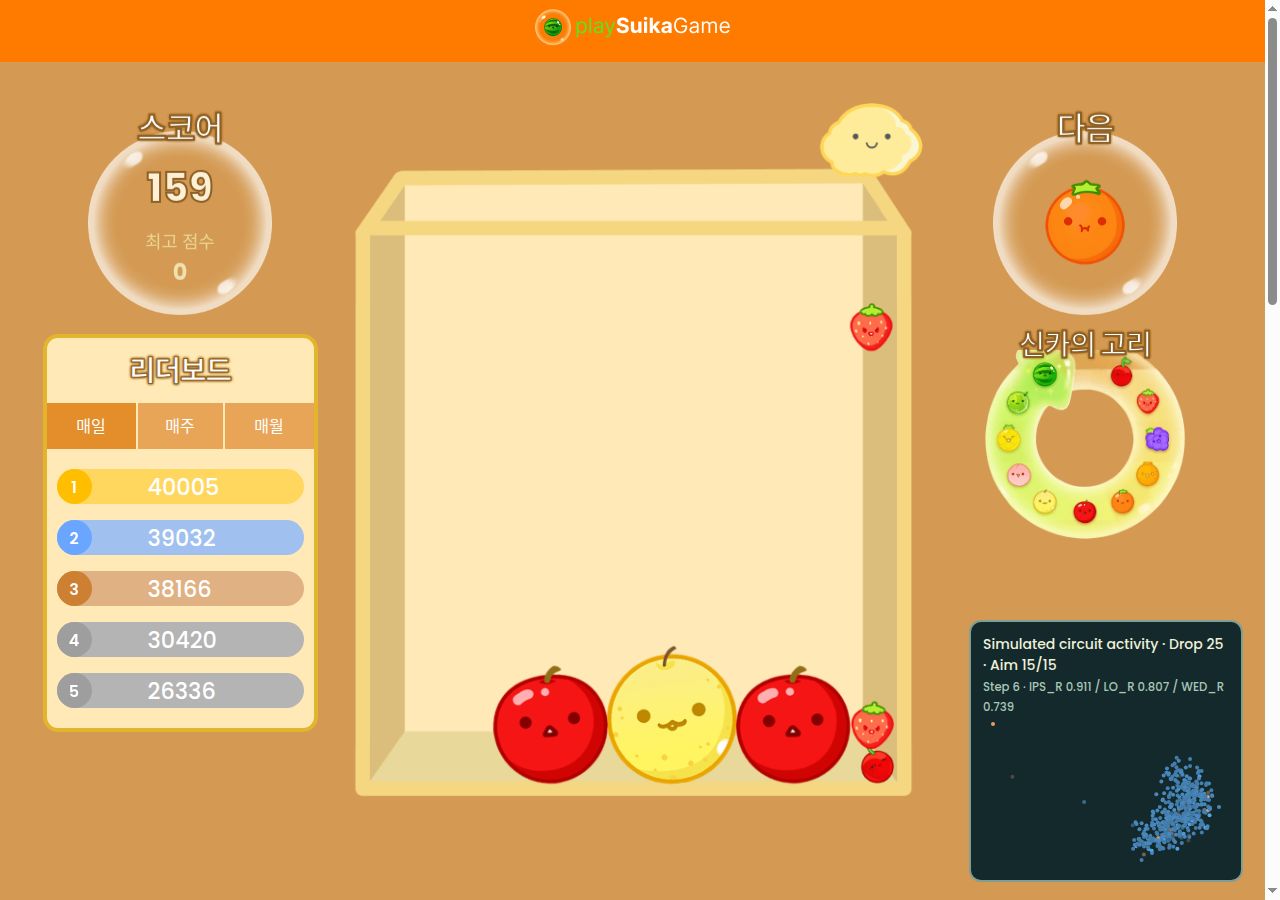 playSuikaGame
스코어
159
최고 점수
0
리더보드
매일 매주 매월
1 40005
2 39032
3 38166
4 30420
5 26336
다음
신카의 고리
Simulated circuit activity · Drop 25
· Aim 15/15
Step 6 · IPS_R 0.911 / LO_R 0.807 / WED_R
0.739